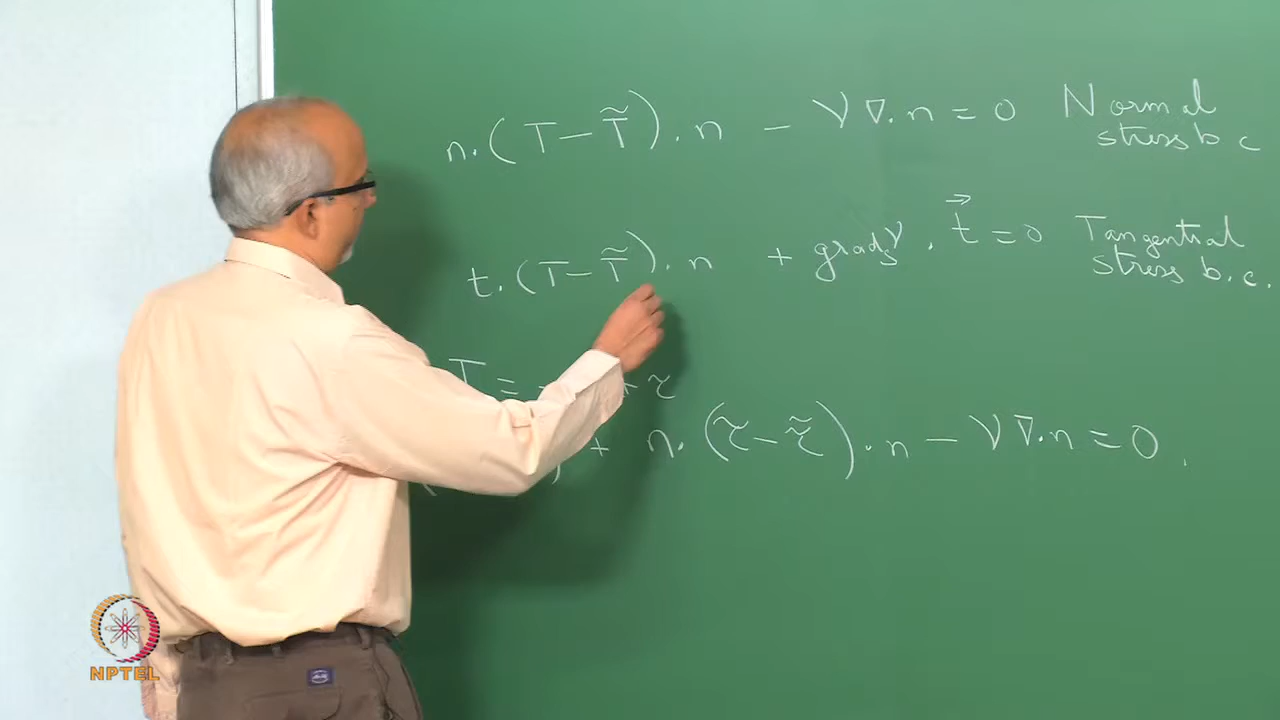 n. (T − T̃). n − γ ∇.n = 0 Normal stress b c
t. (T − T̃). n + grad γ . t⃗ = 0 Tangential stress b. c.
T = + τ
+ n. (τ̃ − τ̃̃). n − γ ∇.n = 0
NPTEL